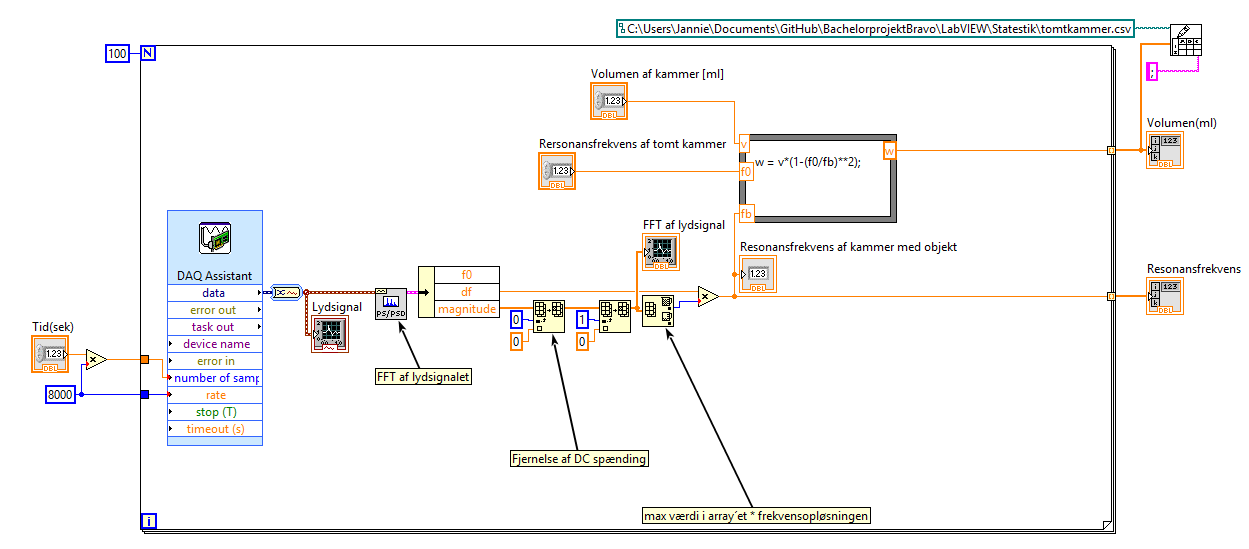 C:\Users\Jannie\Documents\GitHub\BachelorprojektBravo\LabVIEW\Statestik\tomtkammer.csv
100
N
;
Volumen af kammer [ml]
1.23
DBL
Volumen(ml)
123
DBL
Rersonansfrekvens af tomt kammer
1.23
DBL
v
f0
fb
w = v*(1-(f0/fb)**2);
w
FFT af lydsignal
DBL
Resonansfrekvens af kammer med objekt
1.23
DBL
Resonansfrekvens
123
DBL
DAQ Assistant
data
error out
task out
device name
error in
number of samp
rate
stop (T)
timeout (s)
Lydsignal
PS/PSD
f0
df
magnitude
0
0
1
0
Tid(sek)
1.23
DBL
8000
FFT af lydsignalet
Fjernelse af DC spænding
max værdi i array´et * frekvensopløsningen
i